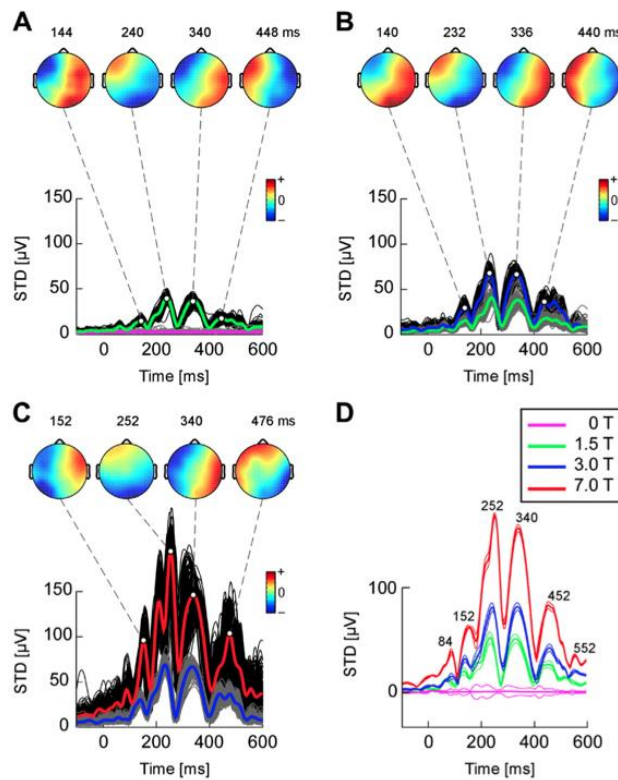 A
144 240 340 448 ms
+
0
−
150
100
50
0
STD [µV]
0 200 400 600
Time [ms]
B
140 232 336 440 ms
+
0
−
150
100
50
0
STD [µV]
0 200 400 600
Time [ms]
C
152 252 340 476 ms
+
0
−
150
100
50
0
STD [µV]
0 200 400 600
Time [ms]
D
0 T
1.5 T
3.0 T
7.0 T
252
340
152
84
452
552
100
0
STD [µV]
0 200 400 600
Time [ms]